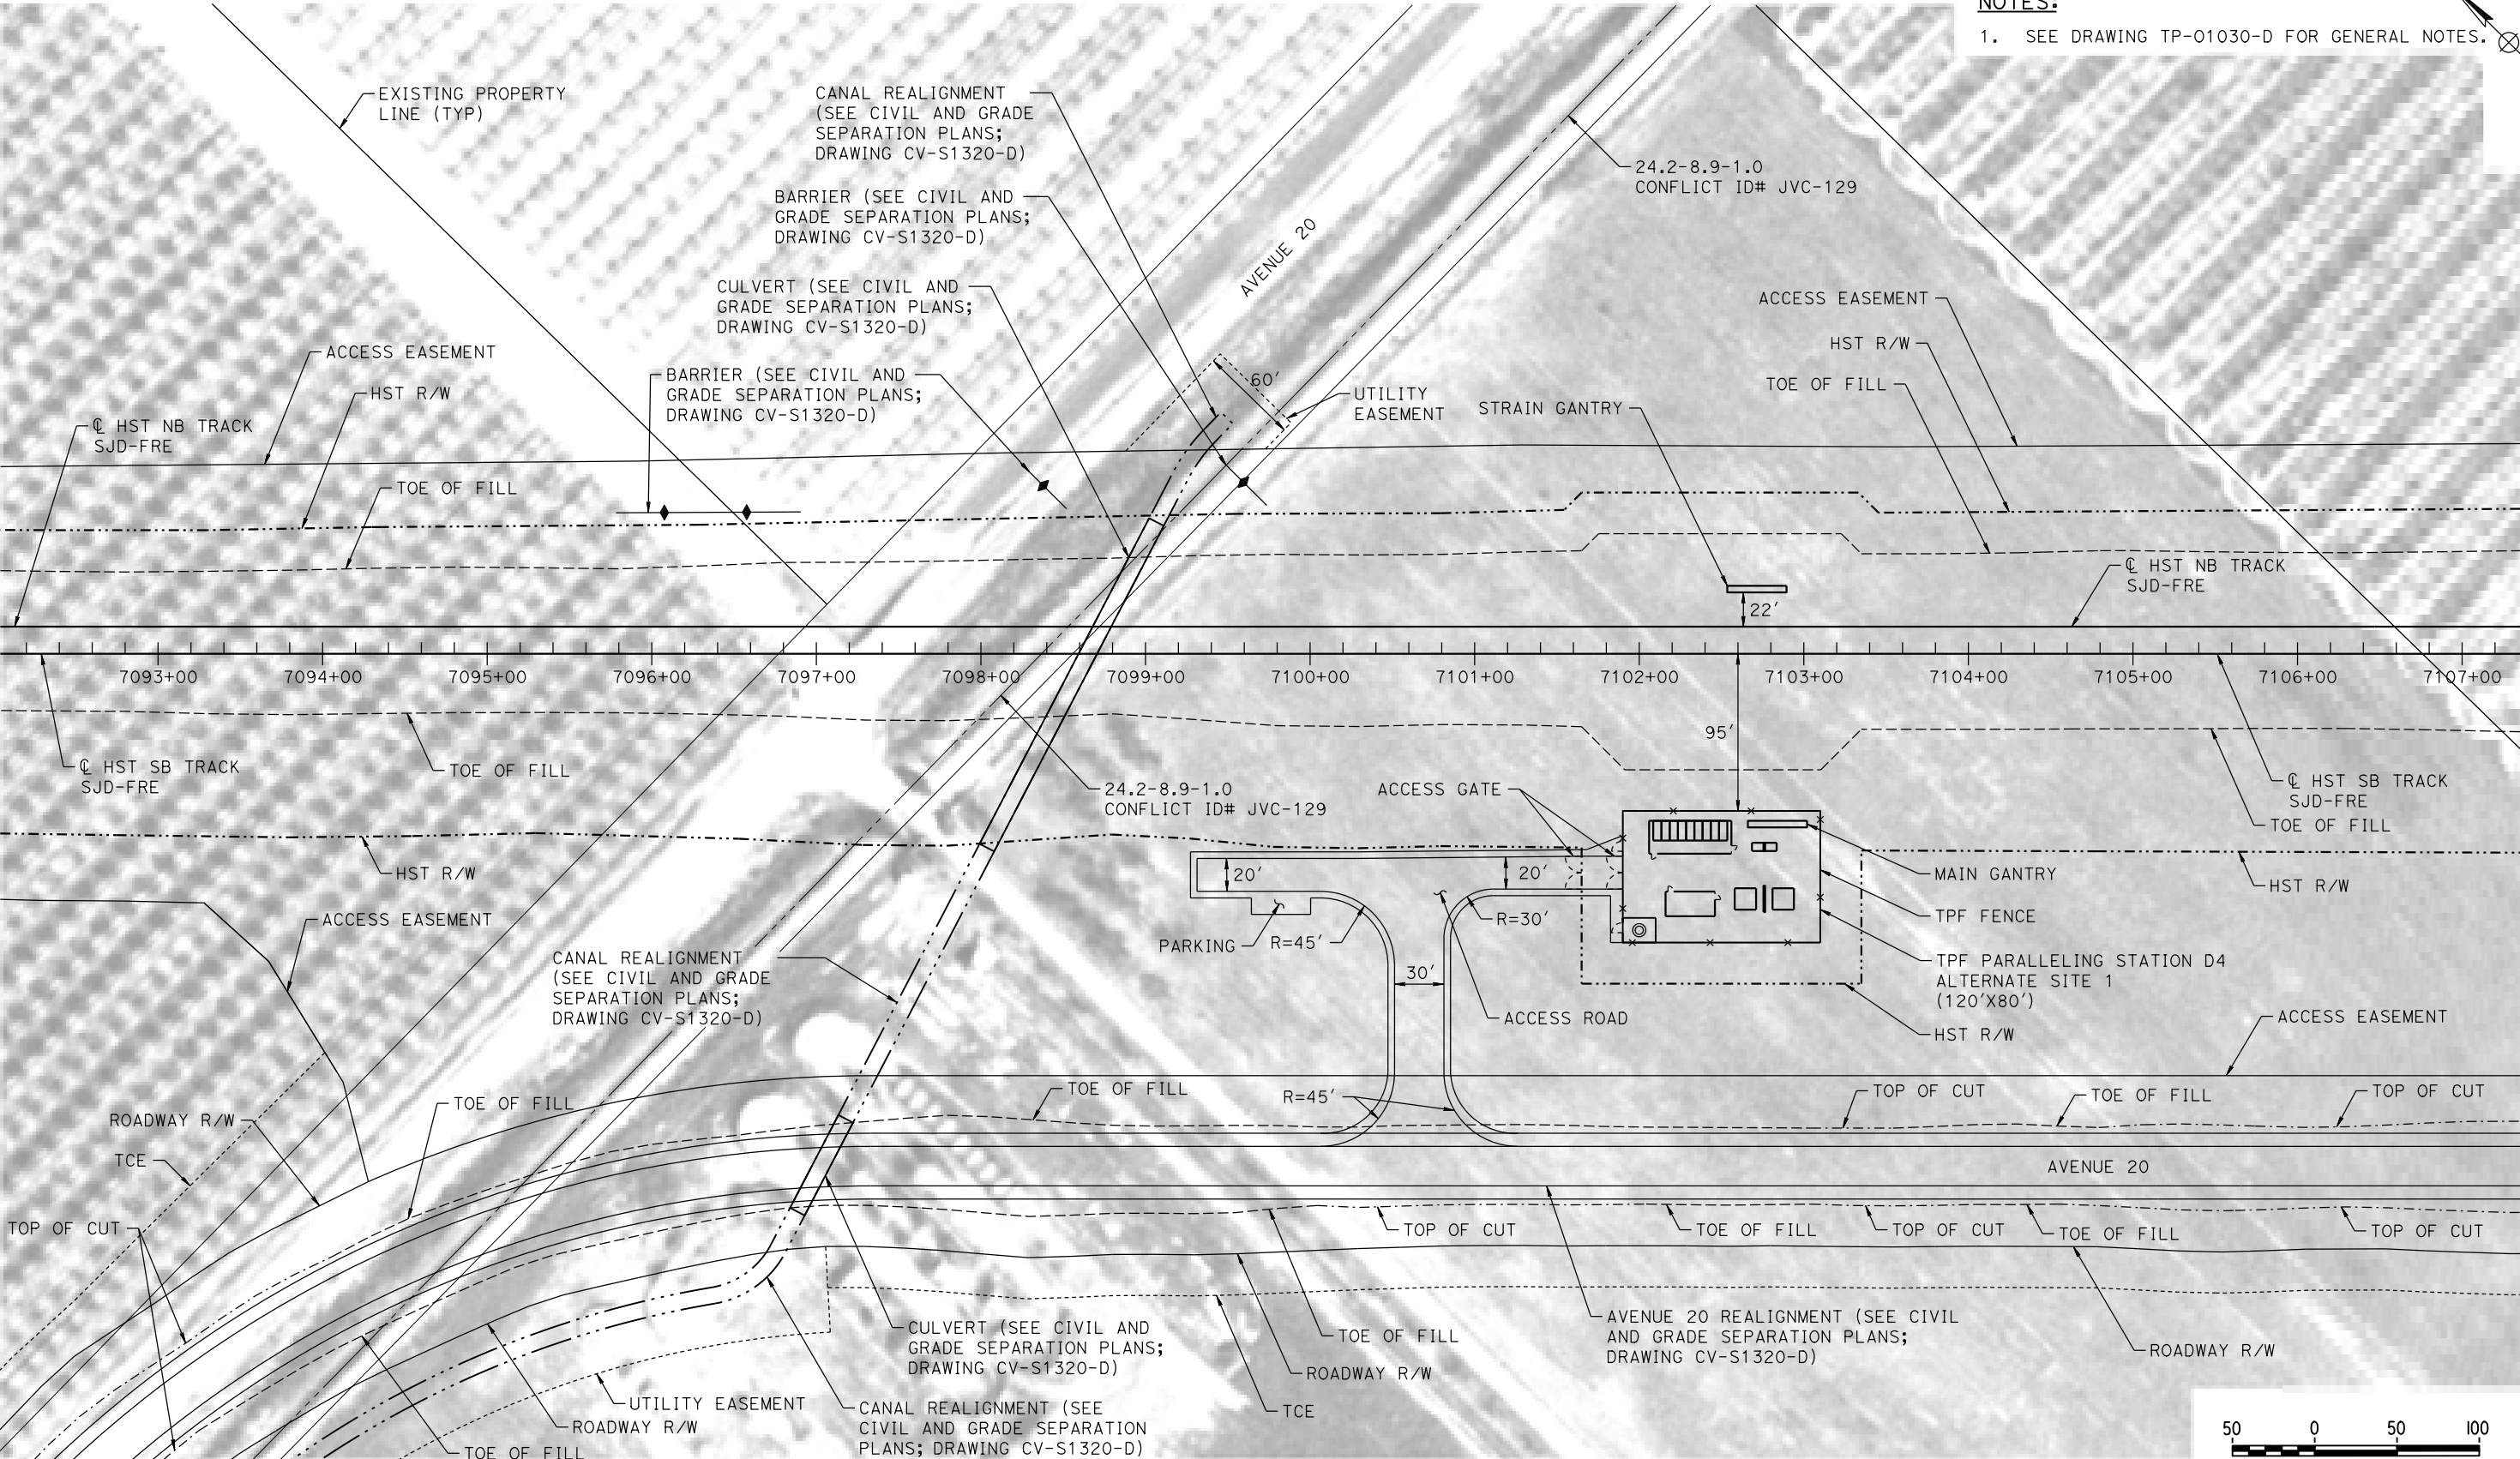 NOTES:
1. SEE DRAWING TP-01030-D FOR GENERAL NOTES.
EXISTING PROPERTY
LINE (TYP)
CANAL REALIGNMENT
(SEE CIVIL AND GRADE
SEPARATION PLANS;
DRAWING CV-S1320-D)
24.2-8.9-1.0
CONFLICT ID# JVC-129
BARRIER (SEE CIVIL AND
GRADE SEPARATION PLANS;
DRAWING CV-S1320-D)
AVENUE 20
CULVERT (SEE CIVIL AND
GRADE SEPARATION PLANS;
DRAWING CV-S1320-D)
ACCESS EASEMENT
HST R/W
TOE OF FILL
ACCESS EASEMENT
HST R/W
BARRIER (SEE CIVIL AND
GRADE SEPARATION PLANS;
DRAWING CV-S1320-D)
60'
UTILITY
EASEMENT
STRAIN GANTRY
℄ HST NB TRACK
SJD-FRE
TOE OF FILL
℄ HST NB TRACK
SJD-FRE
22'
7093+00 7094+00 7095+00 7096+00 7097+00 7098+00 7099+00 7100+00 7101+00 7102+00 7103+00 7104+00 7105+00 7106+00 7107+00
95'
℄ HST SB TRACK
SJD-FRE
TOE OF FILL
24.2-8.9-1.0
CONFLICT ID# JVC-129
ACCESS GATE
℄ HST SB TRACK
SJD-FRE
TOE OF FILL
HST R/W
20'
20'
MAIN GANTRY
HST R/W
ACCESS EASEMENT
TPF FENCE
R=30'
PARKING
R=45'
CANAL REALIGNMENT
(SEE CIVIL AND GRADE
SEPARATION PLANS;
DRAWING CV-S1320-D)
30'
TPF PARALLELING STATION D4
ALTERNATE SITE 1
(120'X80')
ACCESS ROAD
HST R/W
ACCESS EASEMENT
TOE OF FILL
TOE OF FILL
R=45'
TOP OF CUT
TOE OF FILL
TOP OF CUT
ROADWAY R/W
TCE
AVENUE 20
TOP OF CUT
TOP OF CUT
TOE OF FILL
TOP OF CUT
TOE OF FILL
TOP OF CUT
CULVERT (SEE CIVIL AND
GRADE SEPARATION PLANS;
DRAWING CV-S1320-D)
TOE OF FILL
ROADWAY R/W
TCE
AVENUE 20 REALIGNMENT (SEE CIVIL
AND GRADE SEPARATION PLANS;
DRAWING CV-S1320-D)
ROADWAY R/W
UTILITY EASEMENT
ROADWAY R/W
TOE OF FILL
CANAL REALIGNMENT (SEE
CIVIL AND GRADE SEPARATION
PLANS; DRAWING CV-S1320-D)
50 0 50 100